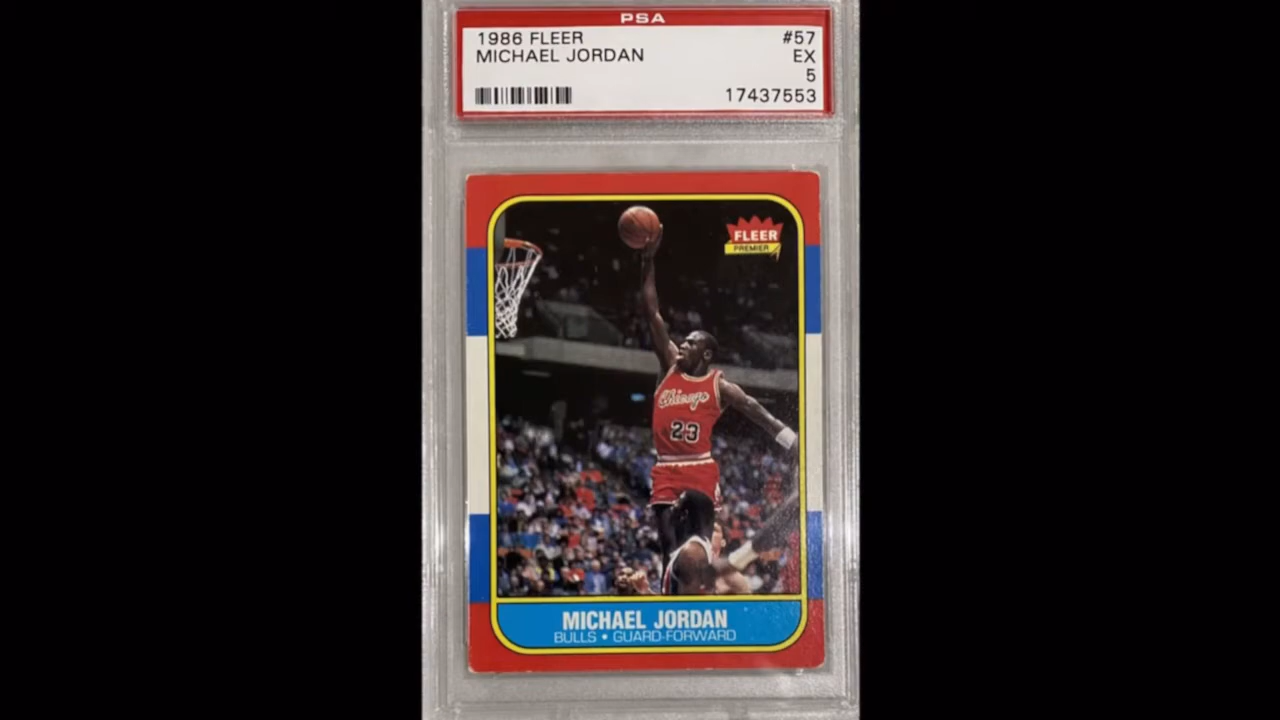 PSA
1986 FLEER #57
MICHAEL JORDAN EX
5
17437553
FLEER
PREMIER
Chicago
23
MICHAEL JORDAN
BULLS • GUARD-FORWARD